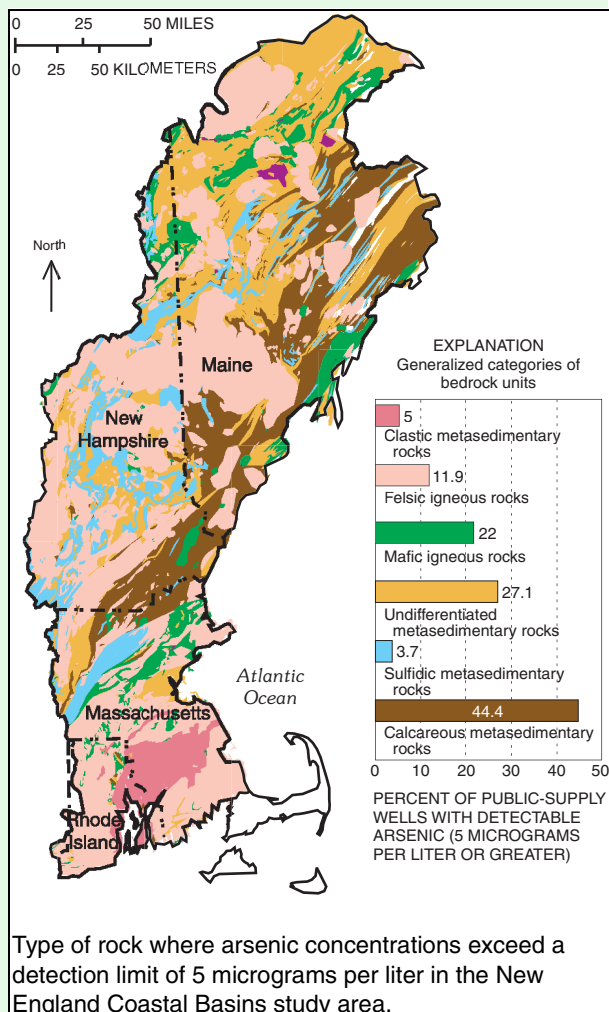 0 25 50 MILES
0 25 50 KILOMETERS
North
Maine
New
Hampshire
Massachusetts
Rhode
Island
Atlantic
Ocean
EXPLANATION
Generalized categories of
bedrock units
5
Clastic metasedimentary
rocks
11.9
Felsic igneous rocks
22
Mafic igneous rocks
27.1
Undifferentiated
metasedimentary rocks
3.7
Sulfidic metasedimentary
rocks
44.4
Calcareous metasedimentary
rocks
0 10 20 30 40 50
PERCENT OF PUBLIC-SUPPLY
WELLS WITH DETECTABLE
ARSENIC (5 MICROGRAMS
PER LITER OR GREATER)
Type of rock where arsenic concentrations exceed a
detection limit of 5 micrograms per liter in the New
England Coastal Basins study area.